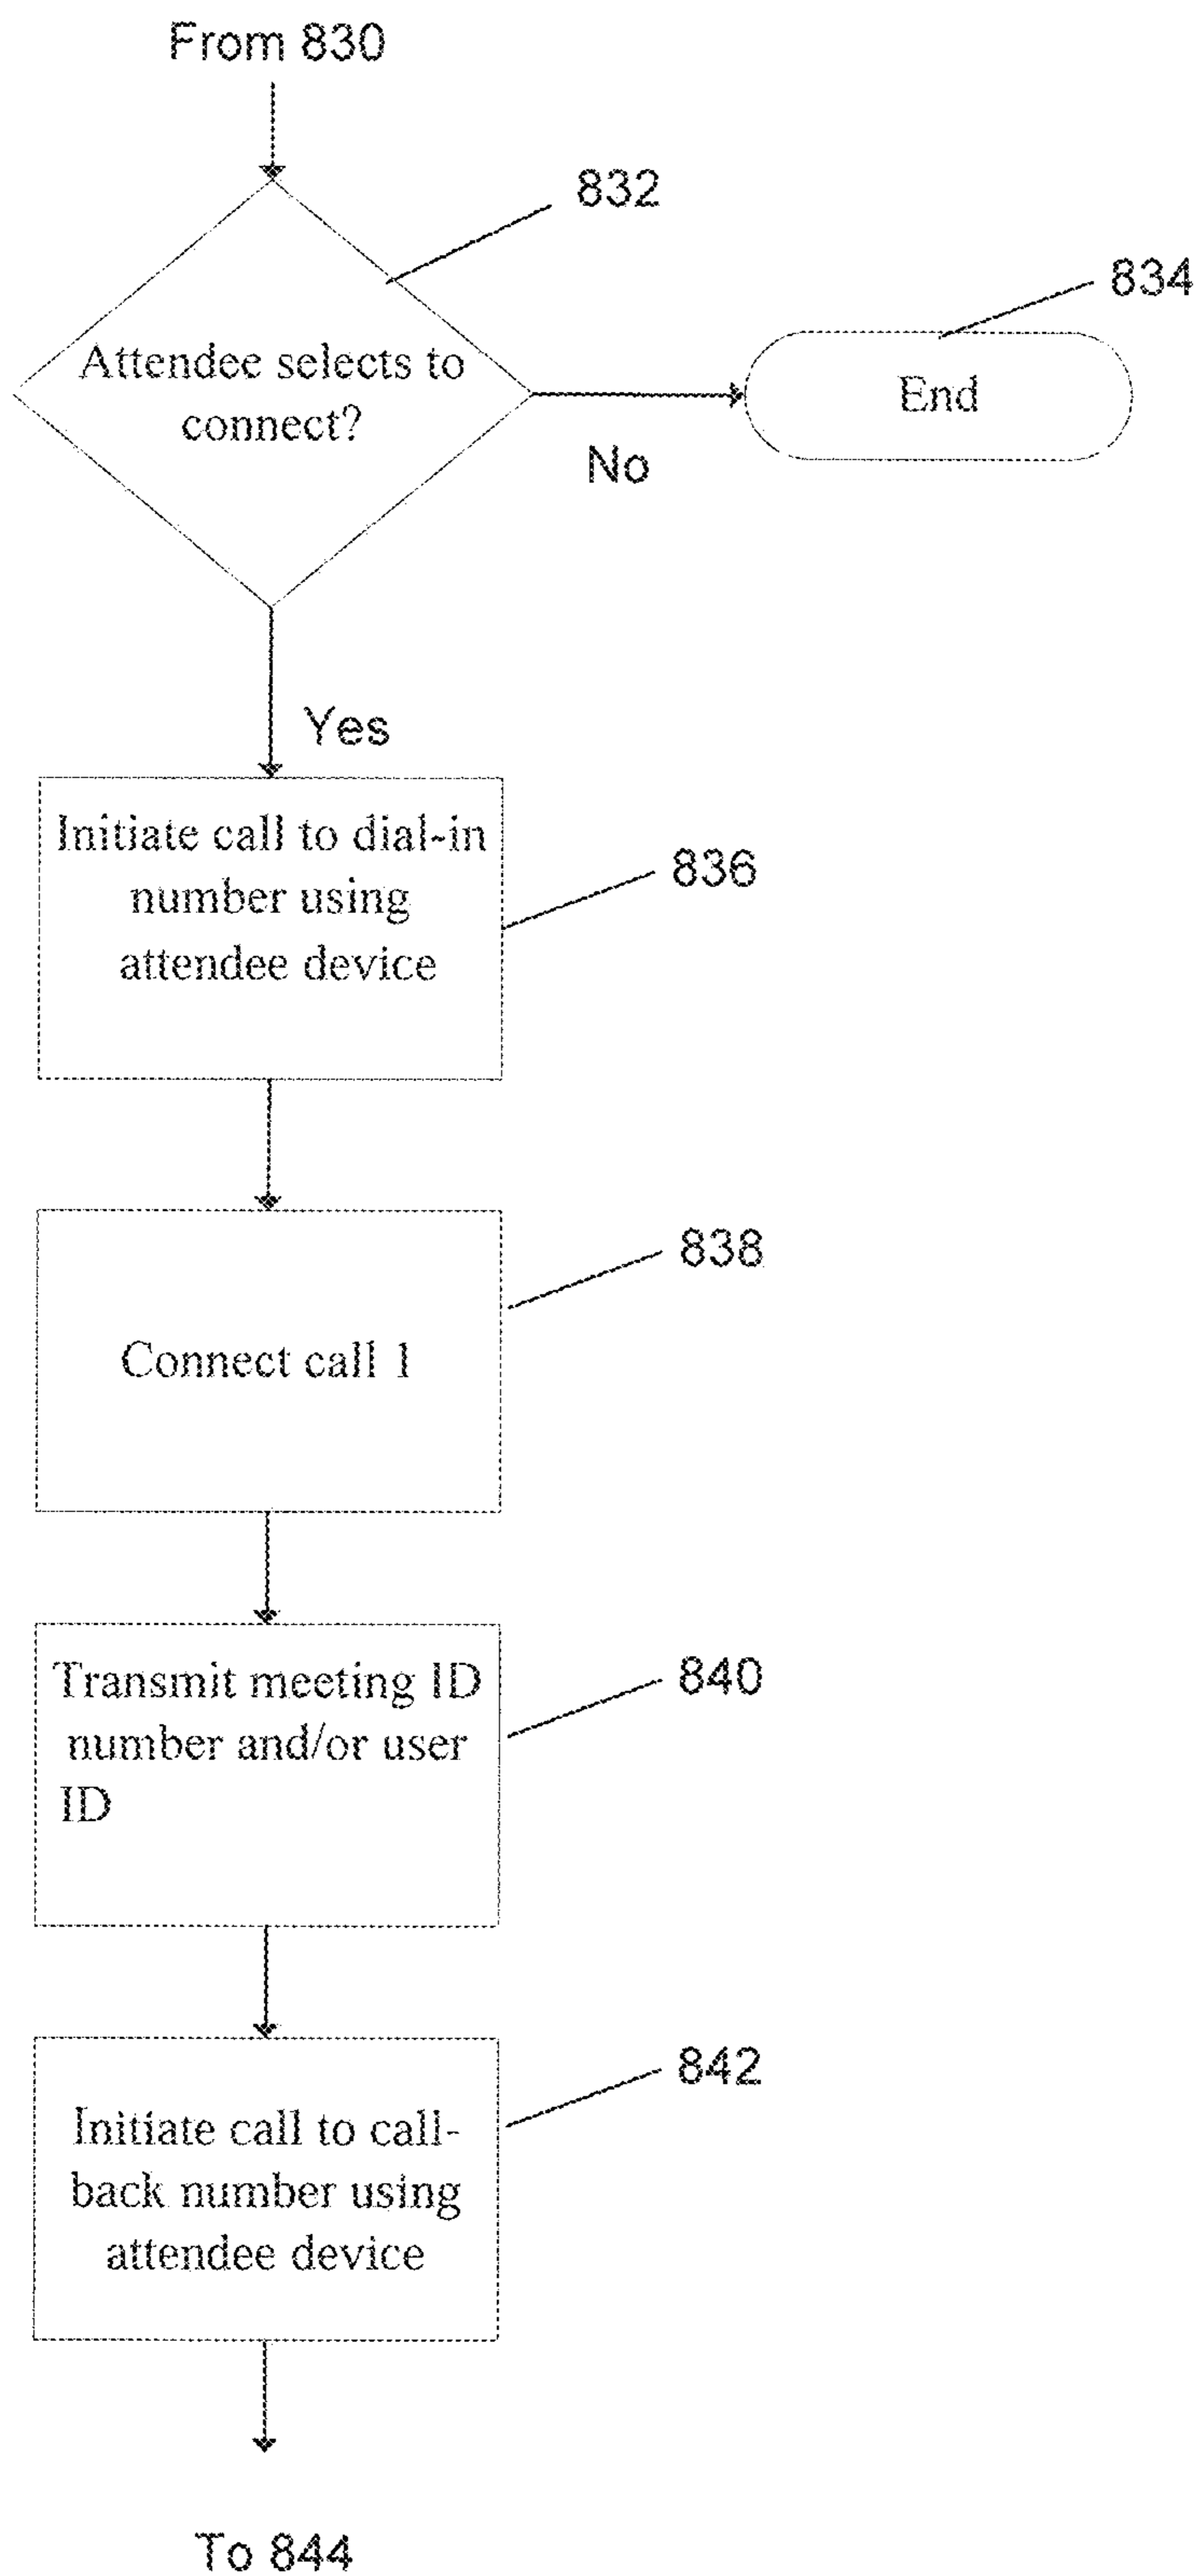 From 830
832
834
Attendee selects to
connect?
End
No
Yes
Initiate call to dial-in
number using
attendee device
836
838
Connect call 1
Transmit meeting ID
number and/or user
ID
840
842
Initiate call to call-
back number using
attendee device
To 844